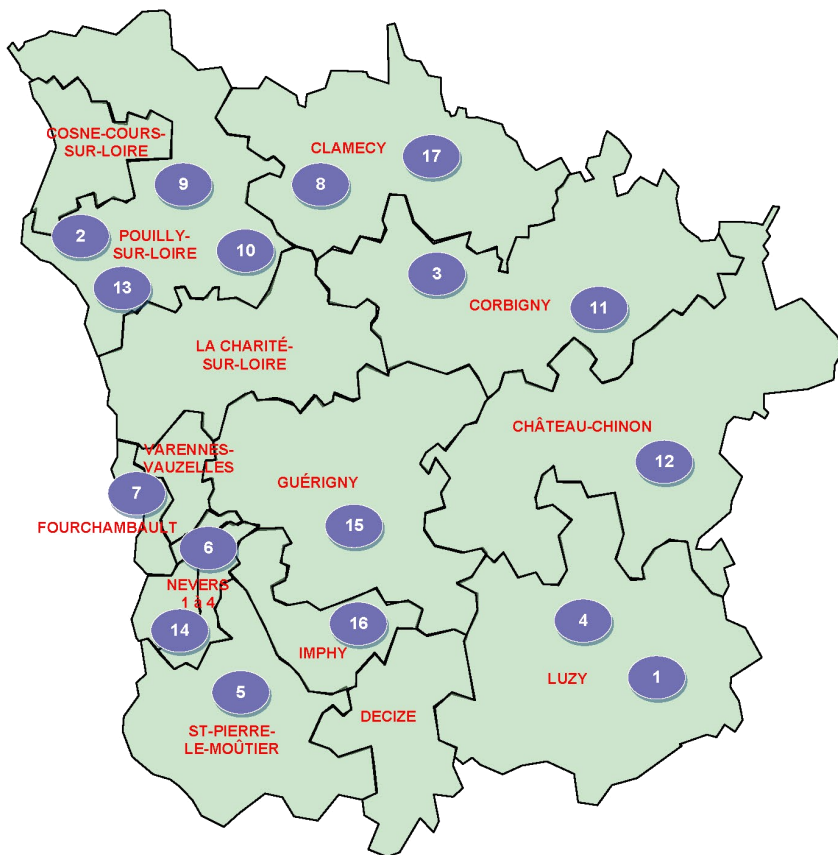 COSNE-COURS-
SUR-LOIRE
CLAMECY
17
8
9
2
POUILLY-
SUR-LOIRE
10
13
3
CORBIGNY
11
LA CHARITÉ-
SUR-LOIRE
CHÂTEAU-CHINON
12
VARENNES-
VAUZELLES
GUÉRIGNY
7
FOURCHAMBAULT
15
6
NEVERS
1 à 4
14
16
IMPHY
4
LUZY
1
5
ST-PIERRE-
LE-MOÛTIER
DECIZE